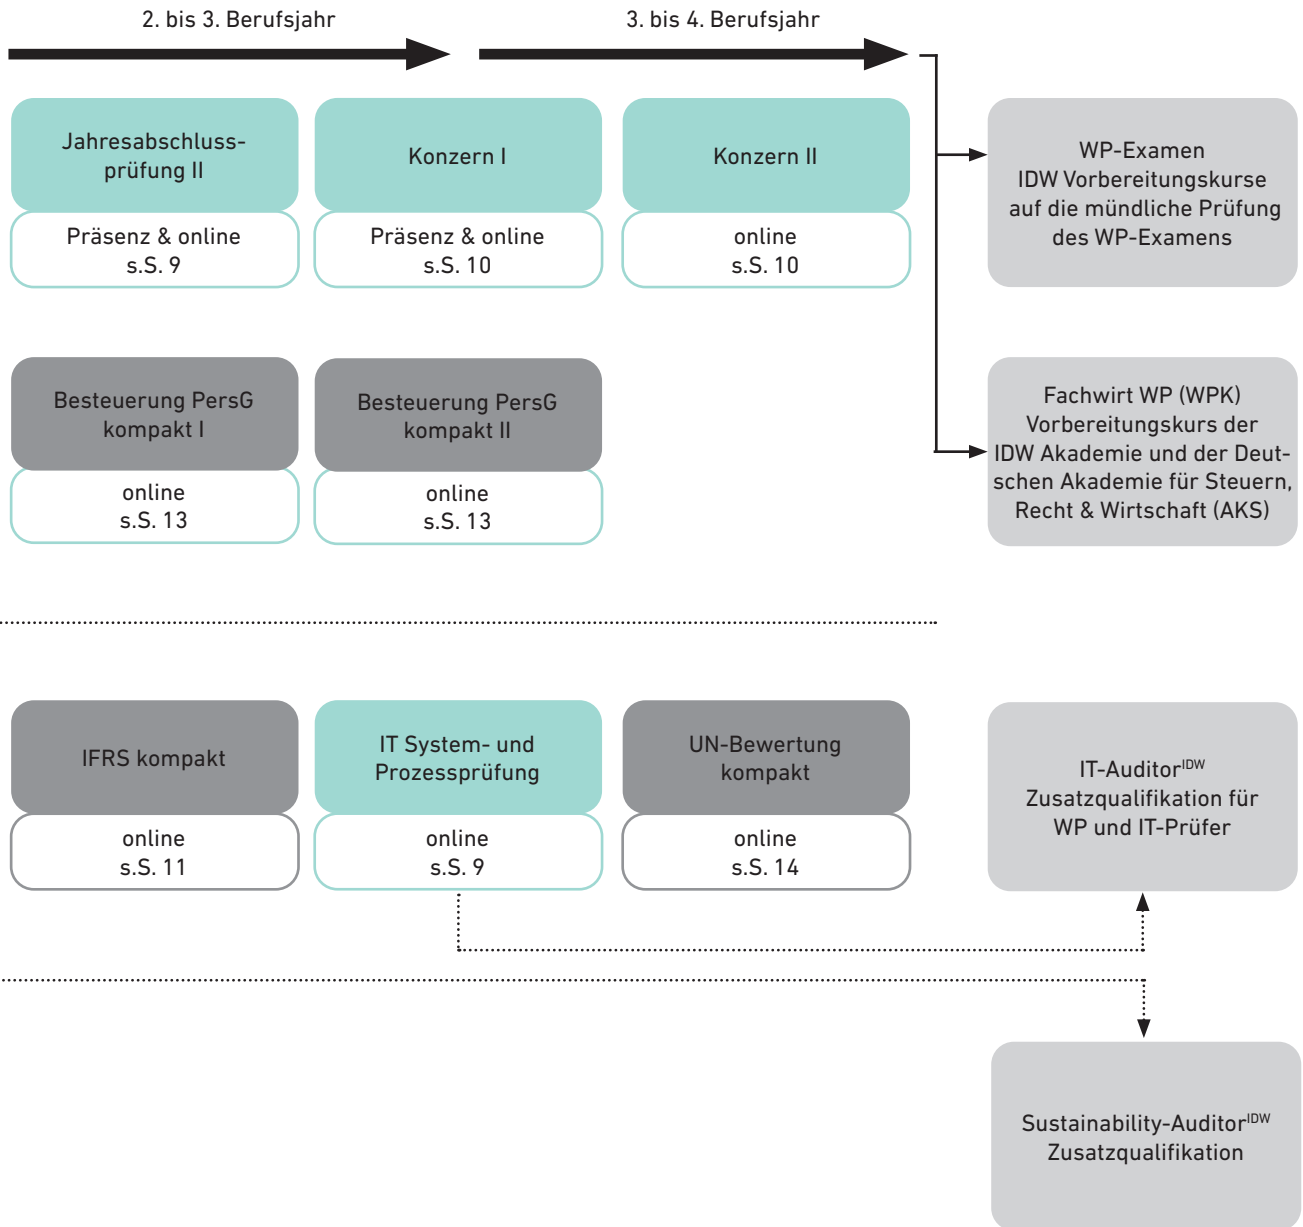 2. bis 3. Berufsjahr
3. bis 4. Berufsjahr
Jahresabschluss-
prüfung II
Präsenz & online
s.S. 9
Konzern I
Präsenz & online
s.S. 10
Konzern II
online
s.S. 10
WP-Examen
IDW Vorbereitungskurse
auf die mündliche Prüfung
des WP-Examens
Besteuerung PersG
kompakt I
online
s.S. 13
Besteuerung PersG
kompakt II
online
s.S. 13
Fachwirt WP (WPK)
Vorbereitungskurs der
IDW Akademie und der Deut-
schen Akademie für Steuern,
Recht & Wirtschaft (AKS)
IFRS kompakt
online
s.S. 11
IT System- und
Prozessprüfung
online
s.S. 9
UN-Bewertung
kompakt
online
s.S. 14
IT-Auditor IDW
Zusatzqualifikation für
WP und IT-Prüfer
Sustainability-Auditor IDW
Zusatzqualifikation